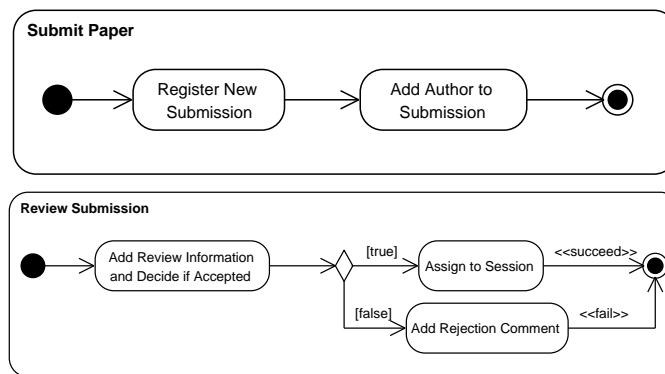 Submit Paper
Register New
Submission
Add Author to
Submission
Review Submission
Add Review Information
and Decide if Accepted
[true]
Assign to Session
<<succeed>>
[false]
Add Rejection Comment
<<fail>>